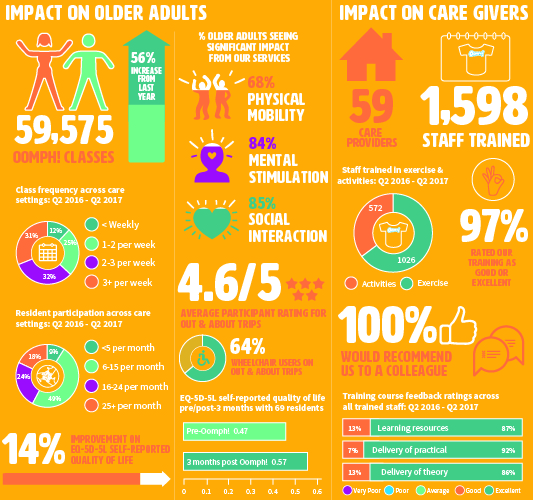 IMPACT ON OLDER ADULTS
56%
INCREASE
FROM
LAST
YEAR
59,575
OOMPH! CLASSES
Class frequency across care
settings: Q2 2016 - Q2 2017
12%
25%
32%
31%
< Weekly
1-2 per week
2-3 per week
3+ per week
Resident participation across care
settings: Q2 2016 - Q2 2017
9%
49%
24%
18%
<5 per month
6-15 per month
16-24 per month
25+ per month
14%
IMPROVEMENT ON
EQ-5D-5L SELF-REPORTED
QUALITY OF LIFE
% OLDER ADULTS SEEING
SIGNIFICANT IMPACT
FROM OUR SERVICES
68%
PHYSICAL
MOBILITY
84%
MENTAL
STIMULATION
85%
SOCIAL
INTERACTION
4.6/5
AVERAGE PARTICIPANT RATING FOR
OUT & ABOUT TRIPS
64%
WHEELCHAIR USERS ON
OUT & ABOUT TRIPS
EQ-5D-5L self-reported quality of life
pre/post-3 months with 69 residents
Pre-Oomph! 0.47
3 months post Oomph! 0.57
0 0.1 0.2 0.3 0.4 0.5 0.6
IMPACT ON CARE GIVERS
59
CARE
PROVIDERS
1,598
STAFF TRAINED
Staff trained in exercise &
activities: Q2 2016 - Q2 2017
572
1026
Activities
Exercise
97%
RATED OUR
TRAINING AS
GOOD OR
EXCELLENT
100%
WOULD RECOMMEND
US TO A COLLEAGUE
Training course feedback ratings across
all trained staff: Q2 2016 - Q2 2017
13% Learning resources 87%
7% Delivery of practical 92%
13% Delivery of theory 86%
Very Poor Poor Average Good Excellent